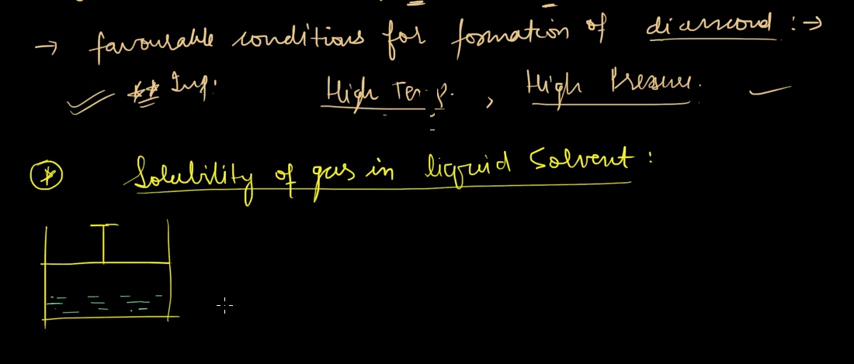 → favourable conditions for formation of diamond :→
** Imp. High Temp. , High Pressure.
* Solubility of gas in liquid solvent :